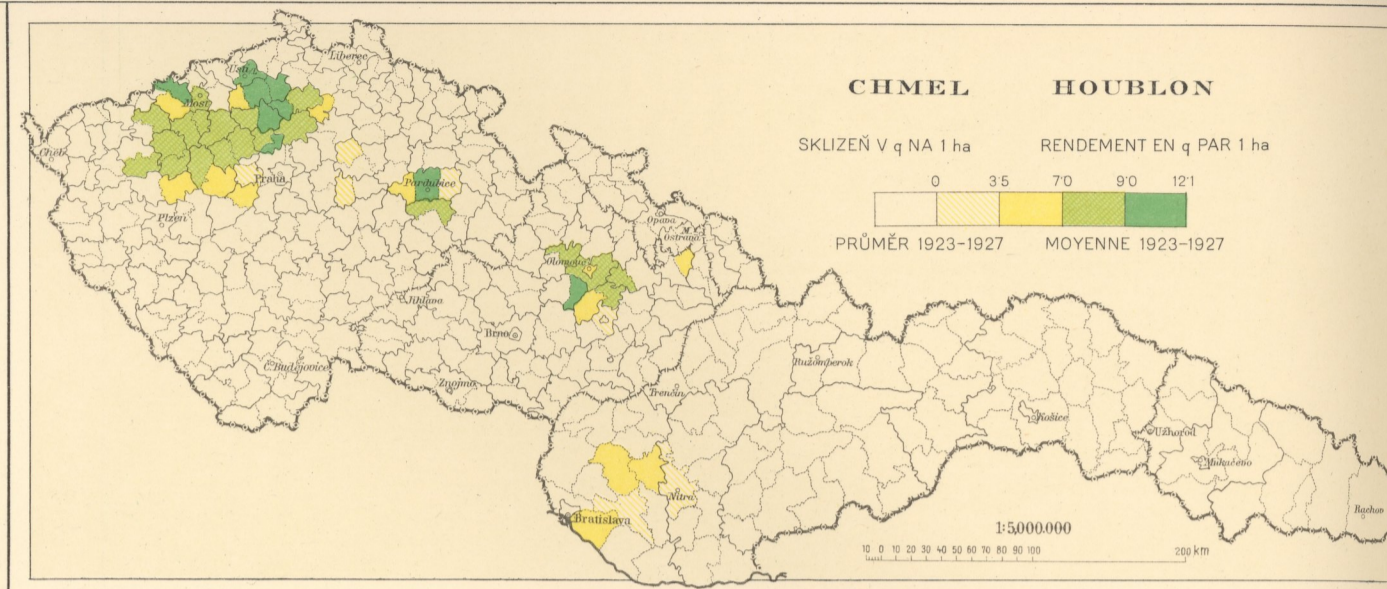 CHMEL HOUBLON
SKLIZEŇ V q NA 1 ha RENDEMENT EN q PAR 1 ha
0 3·5 7·0 9·0 12·1
PRŮMĚR 1923-1927 MOYENNE 1923-1927
Liberec
Ústí
Most
Cheb
Praha
Pardubice
Plzeň
Opava
Ostrava
Olomouc
Jihlava
Brno
Č. Budějovice
Znojmo
Ružomberok
Trenčín
Košice
Užhorod
Mukačevo
Nitra
Rachov
Bratislava
1:5,000.000
10 0 10 20 30 40 50 60 70 80 90 100 200 km